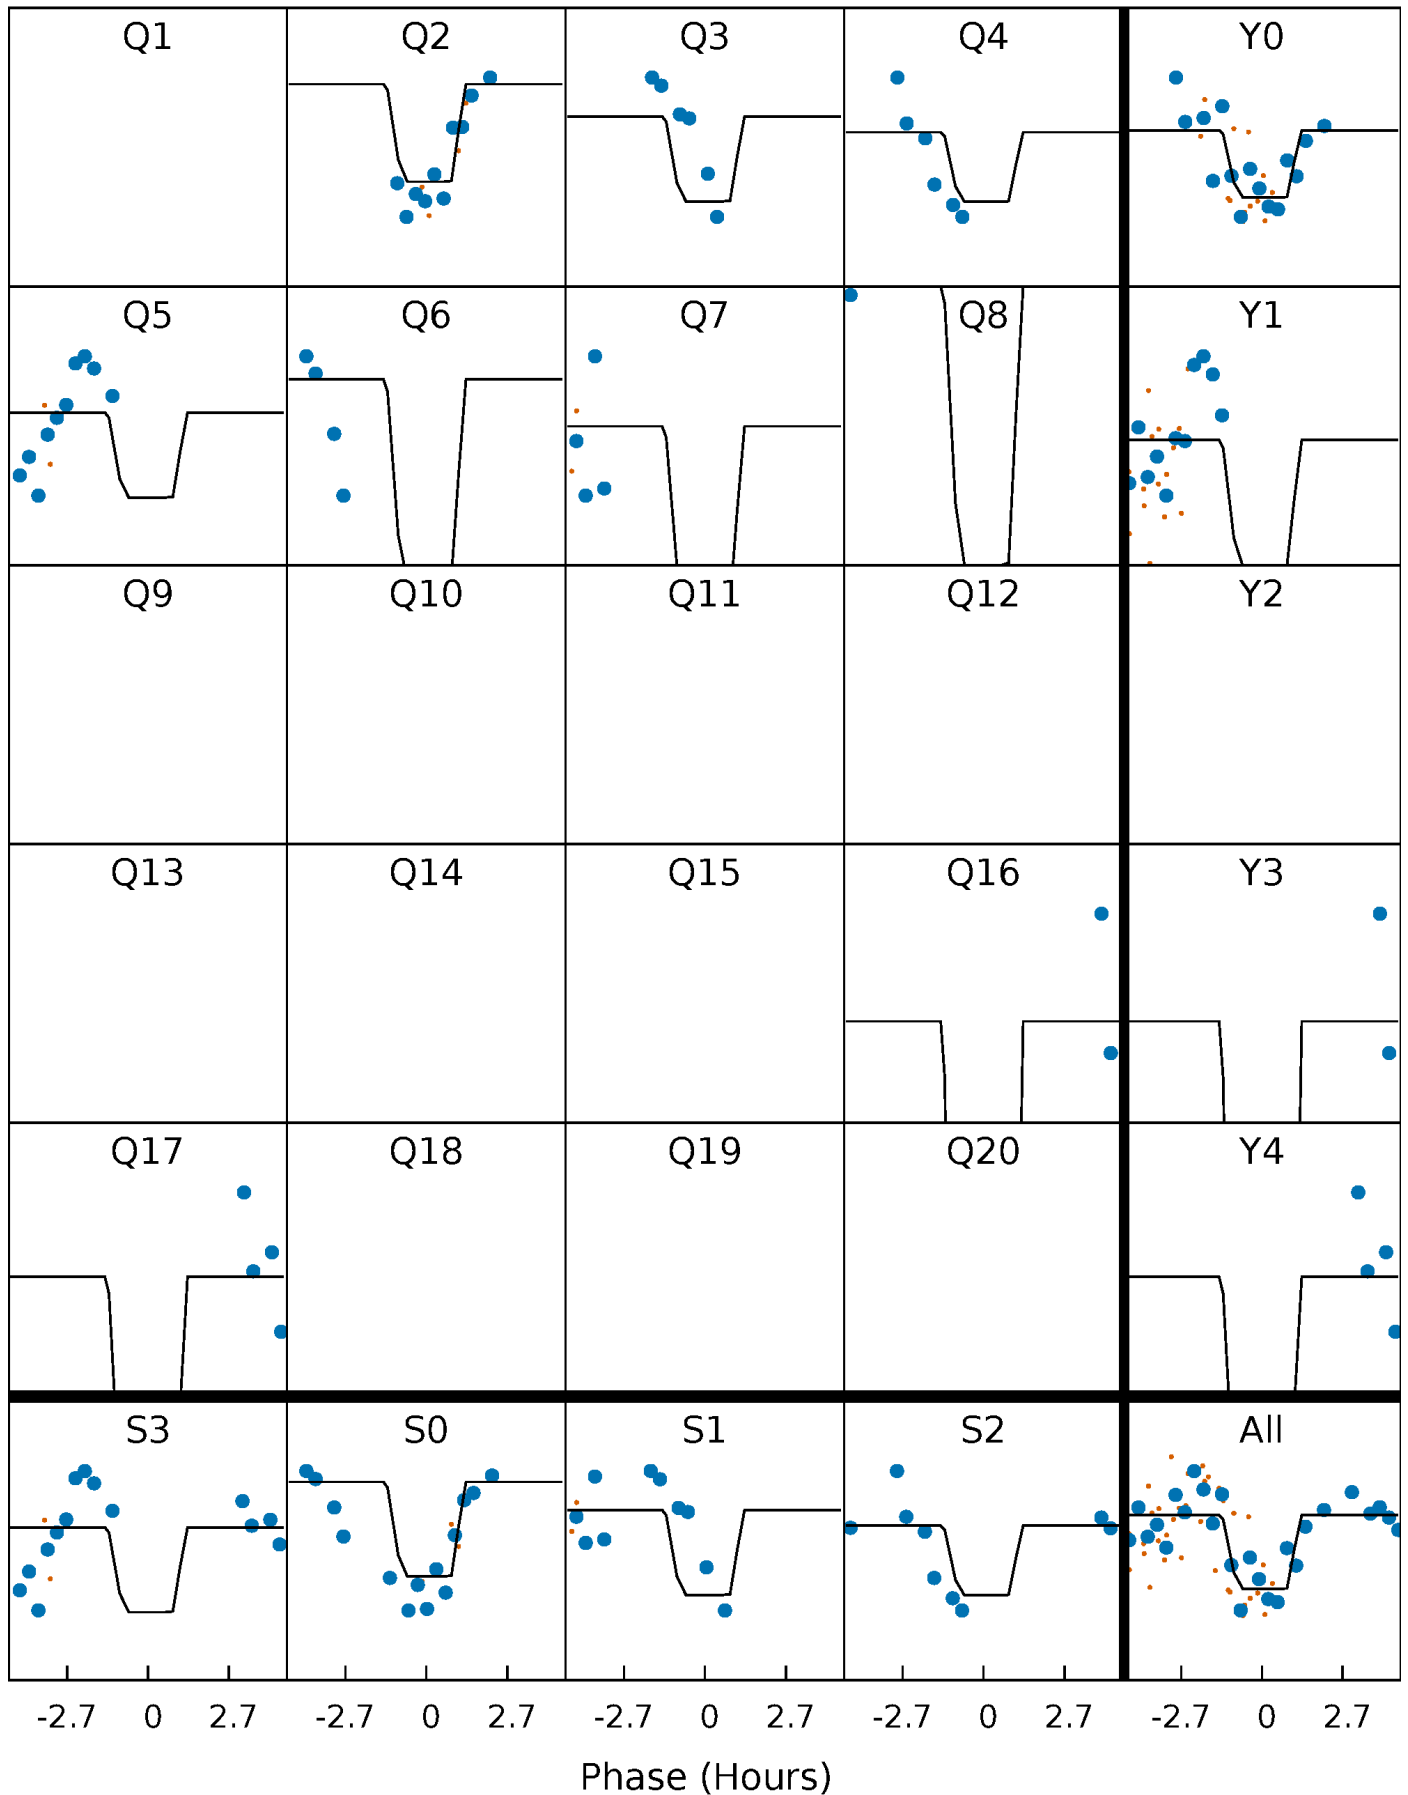 Q1 Q2 Q3 Q4 Y0
Q5 Q6 Q7 Q8 Y1
Q9 Q10 Q11 Q12 Y2
Q13 Q14 Q15 Q16 Y3
Q17 Q18 Q19 Q20 Y4
S3 S0 S1 S2 All
-2.7 0 2.7 -2.7 0 2.7 -2.7 0 2.7 -2.7 0 2.7 -2.7 0 2.7
Phase (Hours)